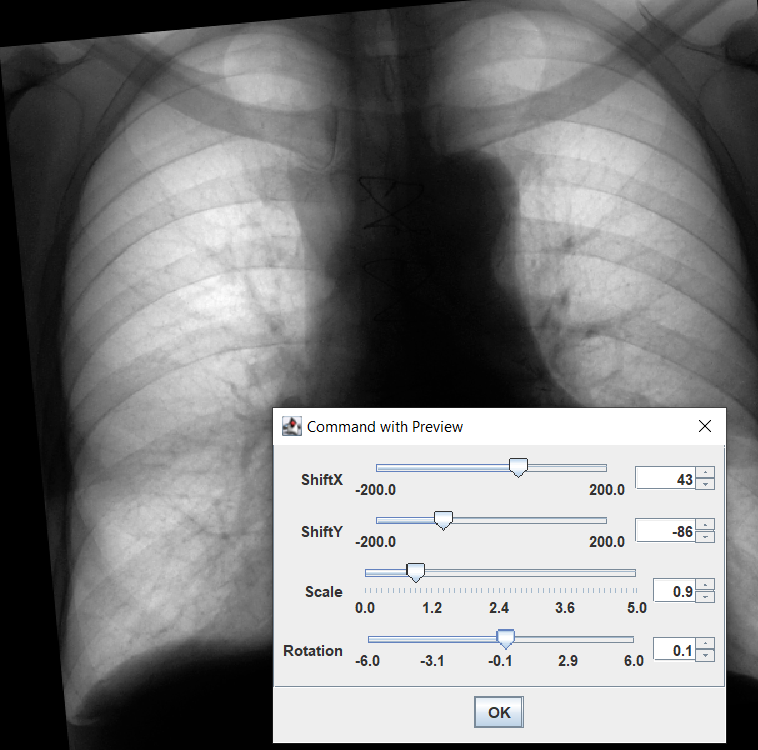 Command with Preview
ShiftX
-200.0 200.0
43
ShiftY
-200.0 200.0
-86
Scale
0.0 1.2 2.4 3.6 5.0
0.9
Rotation
-6.0 -3.1 -0.1 2.9 6.0
0.1
OK